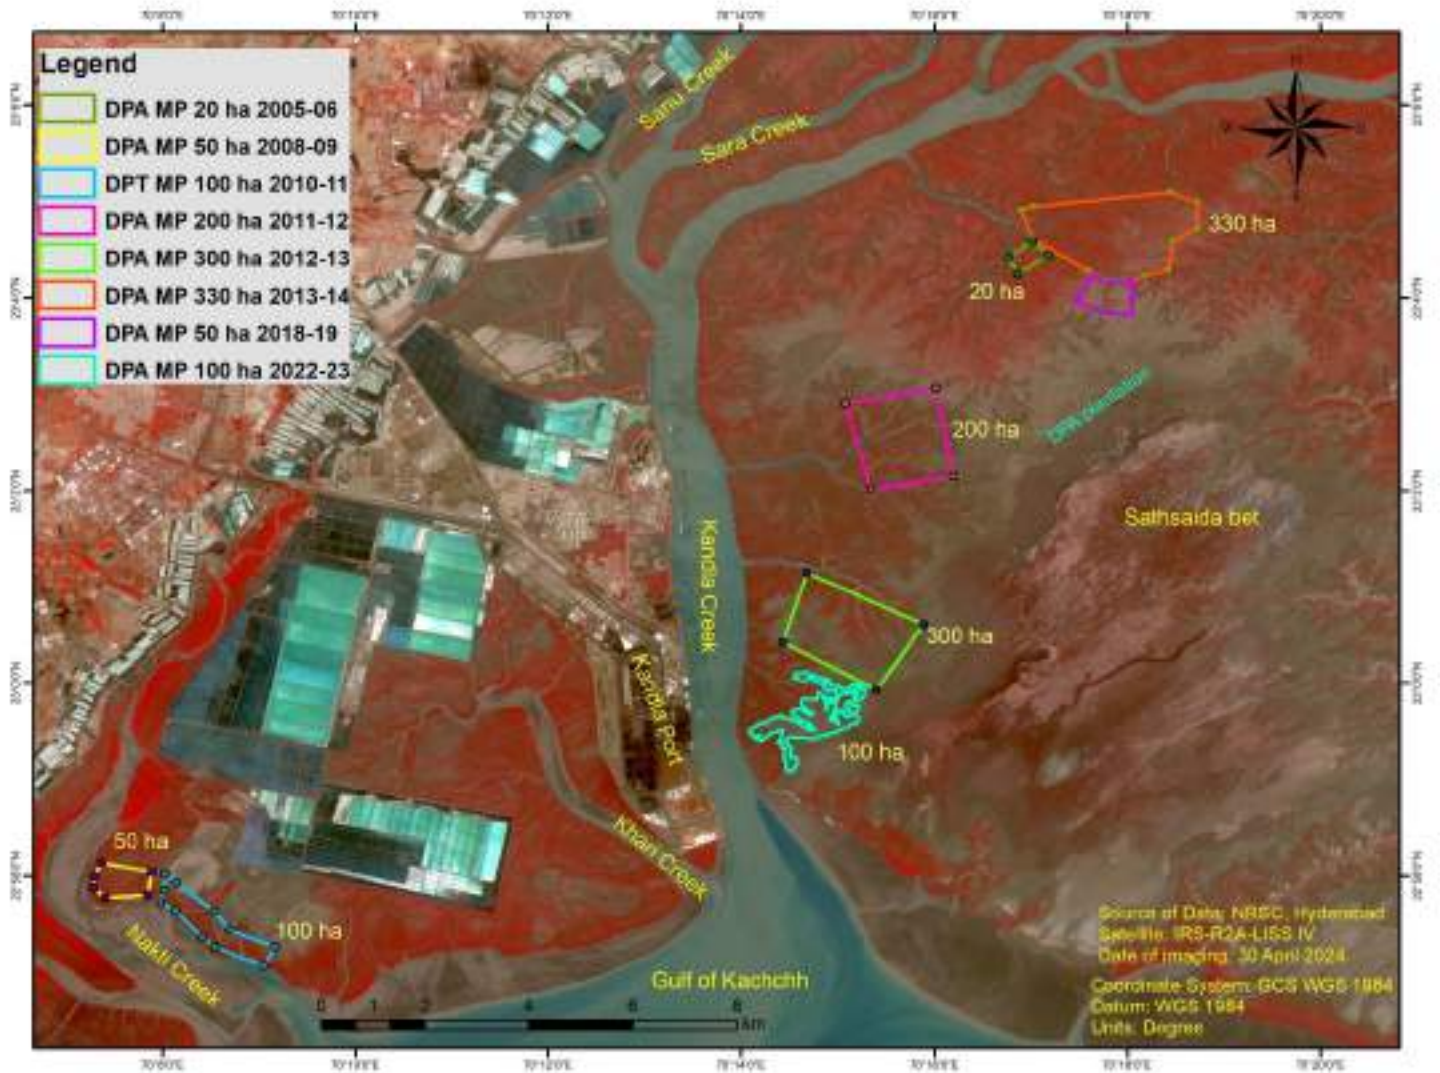 Legend
DPA MP 20 ha 2005-06
DPA MP 50 ha 2008-09
DPT MP 100 ha 2010-11
DPA MP 200 ha 2011-12
DPA MP 300 ha 2012-13
DPA MP 330 ha 2013-14
DPA MP 50 ha 2018-19
DPA MP 100 ha 2022-23
Sara Creek
330 ha
20 ha
200 ha
DPA plantation
Sathsaida bet
Kandla Creek
300 ha
Kandla Port
100 ha
Khari Creek
50 ha
100 ha
Nakti Creek
Gulf of Kachchh
0 1 2 4 6 8
km
Source of Data: NRSC, Hyderabad
Satellite: IRS-R2A-LISS IV
Date of imaging: 30 April 2024
Coordinate System: GCS WGS 1984
Datum: WGS 1984
Units: Degree